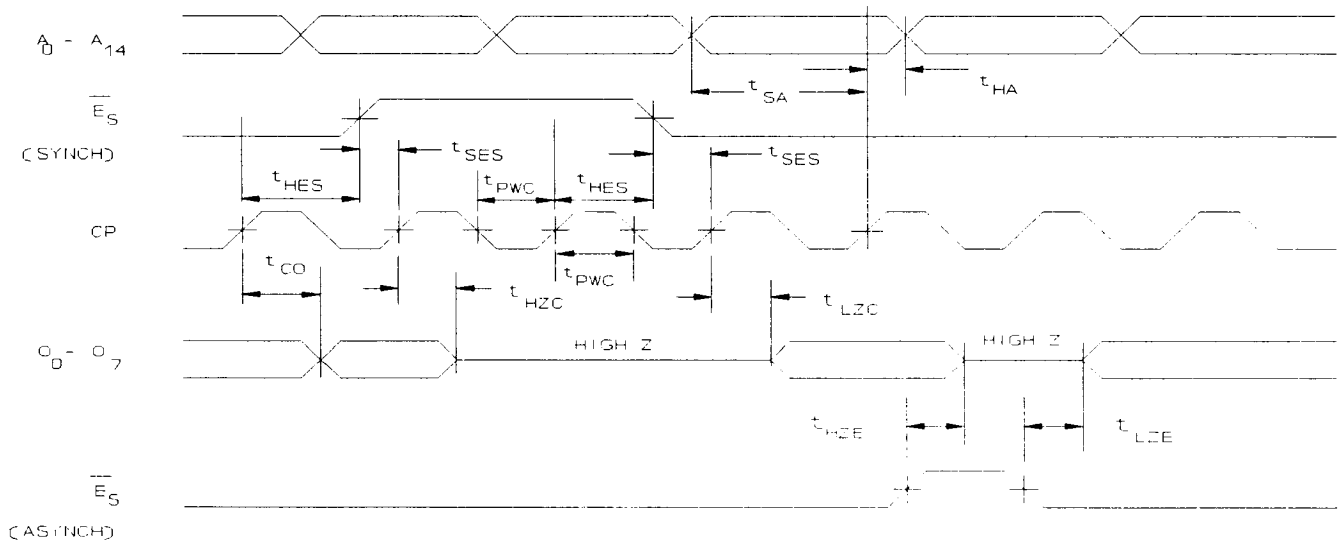 A0 - A14
tSA
tHA
ES
(SYNCH)
tSES
tSES
tHES
tPWC
tHES
CP
tCO
tPWC
tHZC
tLZC
O0 - O7
HIGH Z
HIGH Z
tHZE
tLZE
ES
(ASYNCH)